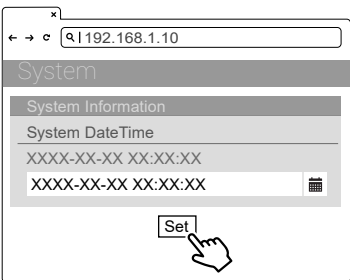 192.168.1.10
System
System Information
System DateTime
XXXX-XX-XX XX:XX:XX
XXXX-XX-XX XX:XX:XX
Set